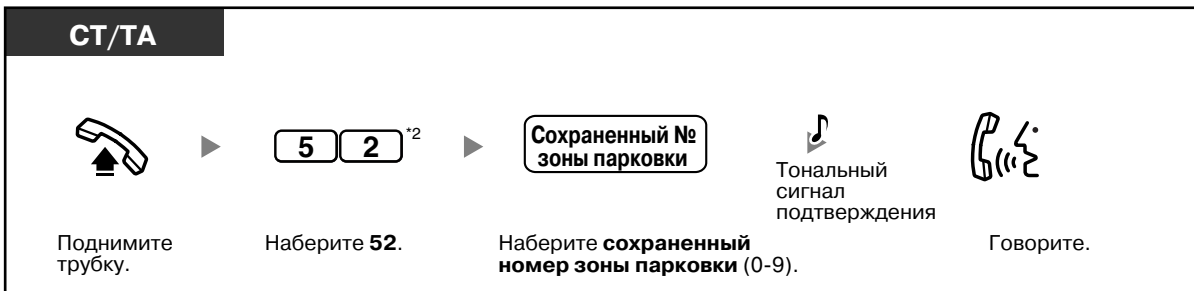 СТ/ТА
5 2 *2
Сохраненный №
зоны парковки
Тональный
сигнал
подтверждения
Поднимите
трубку.
Наберите 52.
Наберите сохраненный
номер зоны парковки (0-9).
Говорите.